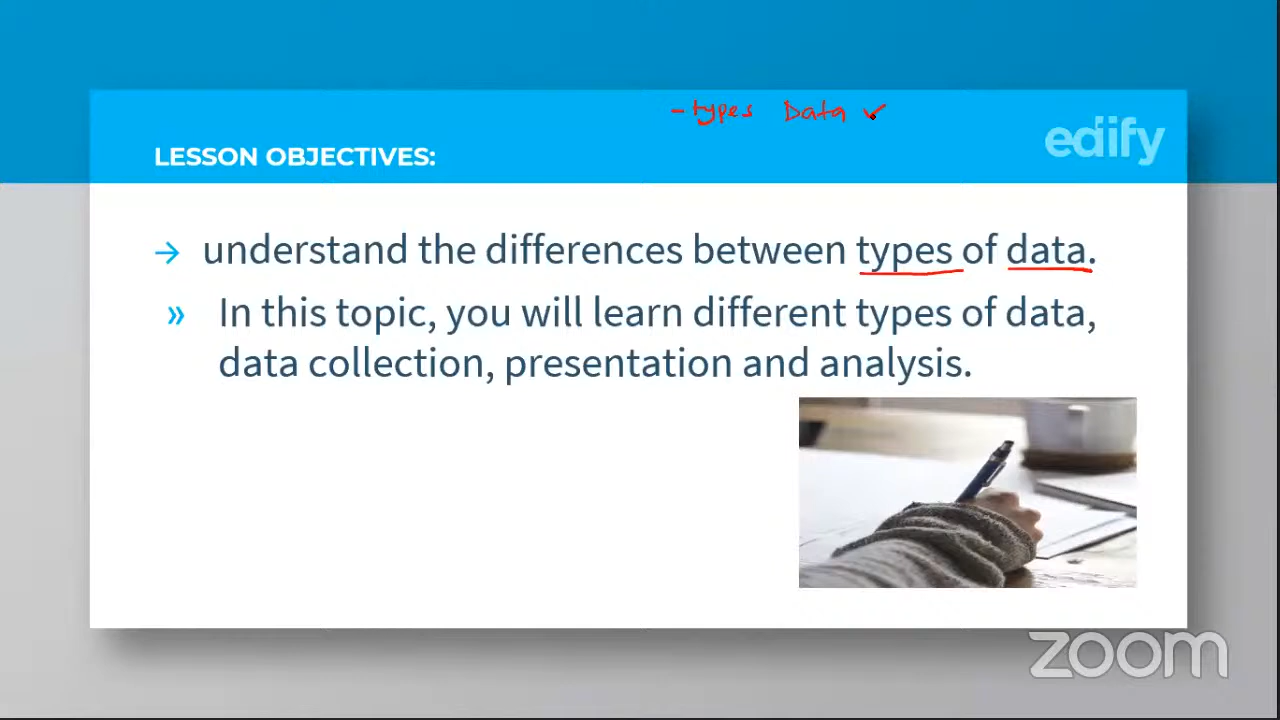 - types Data ✓
edify
LESSON OBJECTIVES:
→ understand the differences between types of data.
» In this topic, you will learn different types of data,
data collection, presentation and analysis.
zoom